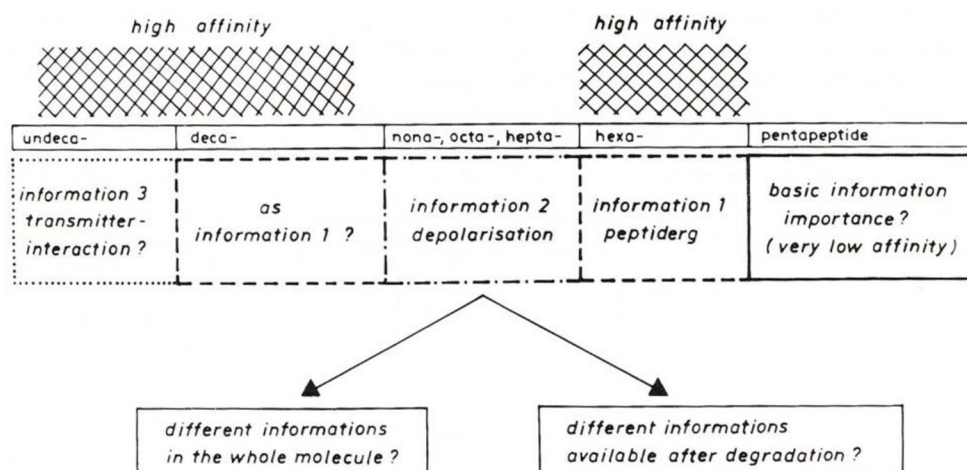 high affinity
high affinity
undeca-
deca-
nona-, octa-, hepta-
hexa-
pentapeptide
information 3
transmitter-
interaction ?
as
information 1 ?
information 2
depolarisation
information 1
peptiderg
basic information
importance?
(very low affinity)
different informations
in the whole molecule ?
different informations
available after degradation ?